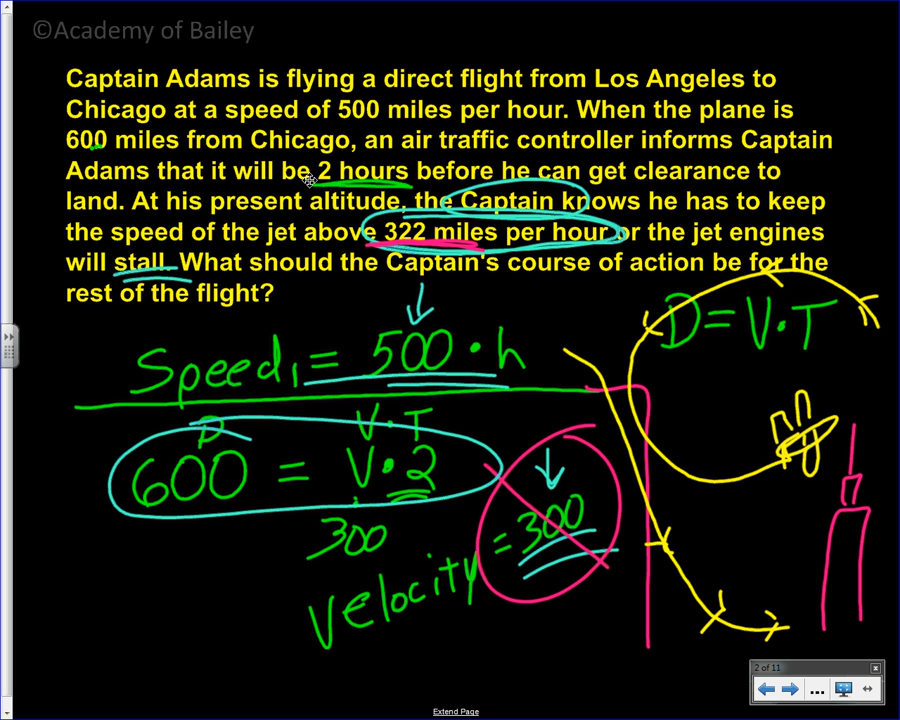 ©Academy of Bailey
Captain Adams is flying a direct flight from Los Angeles to
Chicago at a speed of 500 miles per hour. When the plane is
600 miles from Chicago, an air traffic controller informs Captain
Adams that it will be 2 hours before he can get clearance to
land. At his present altitude, the Captain knows he has to keep
the speed of the jet above 322 miles per hour or the jet engines
will stall. What should the Captain's course of action be for the
rest of the flight?
D = V · T
Speed1 = 500 · h
D V · T
600 = V · 2
300
velocity = 300
2 of 11
...
Extend Page